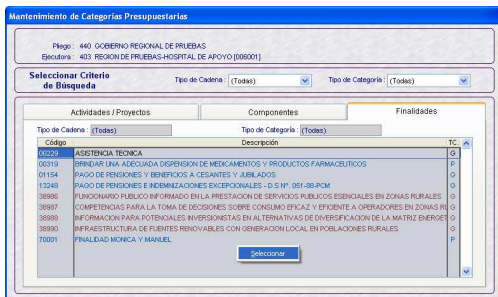 Mantenimiento de Categorías Presupuestarias
Pliego : 440 GOBIERNO REGIONAL DE PRUEBAS
Ejecutora : 403 REGION DE PRUEBAS-HOSPITAL DE APOYO [006001]
Seleccionar Criterio de Búsqueda
Tipo de Cadena : (Todas) Tipo de Categoría : (Todas)
Actividades / Proyectos Componentes Finalidades
Tipo de Cadena : (Todas) Tipo de Categoría : (Todas)
Código Descripción TC.
00229 ASISTENCIA TECNICA G
00319 BRINDAR UNA ADECUADA DISPENSION DE MEDICAMENTOS Y PRODUCTOS FARMACEUTICOS P
01154 PAGO DE PENSIONES Y BENEFICIOS A CESANTES Y JUBILADOS G
13248 PAGO DE PENSIONES E INDEMNIZACIONES EXCEPCIONALES - D.S Nº. 051-88-PCM G
38986 FUNCIONARIO PUBLICO INFORMADO EN LA PRESTACION DE SERVICIOS PUBLICOS ESENCIALES EN ZONAS RURALES G
38987 COMPETENCIAS PARA LA TOMA DE DECISIONES SOBRE CONSUMO EFICAZ Y EFICIENTE A OPERADORES EN ZONAS RU G
38988 INFORMACION PARA POTENCIALES INVERSIONISTAS EN ALTERNATIVAS DE DIVERSIFICACION DE LA MATRIZ ENERGET G
38990 INFRAESTRUCTURA DE FUENTES RENOVABLES CON GENERACION LOCAL EN POBLACIONES RURALES G
70001 FINALIDAD MONICA Y MANUEL P
Seleccionar